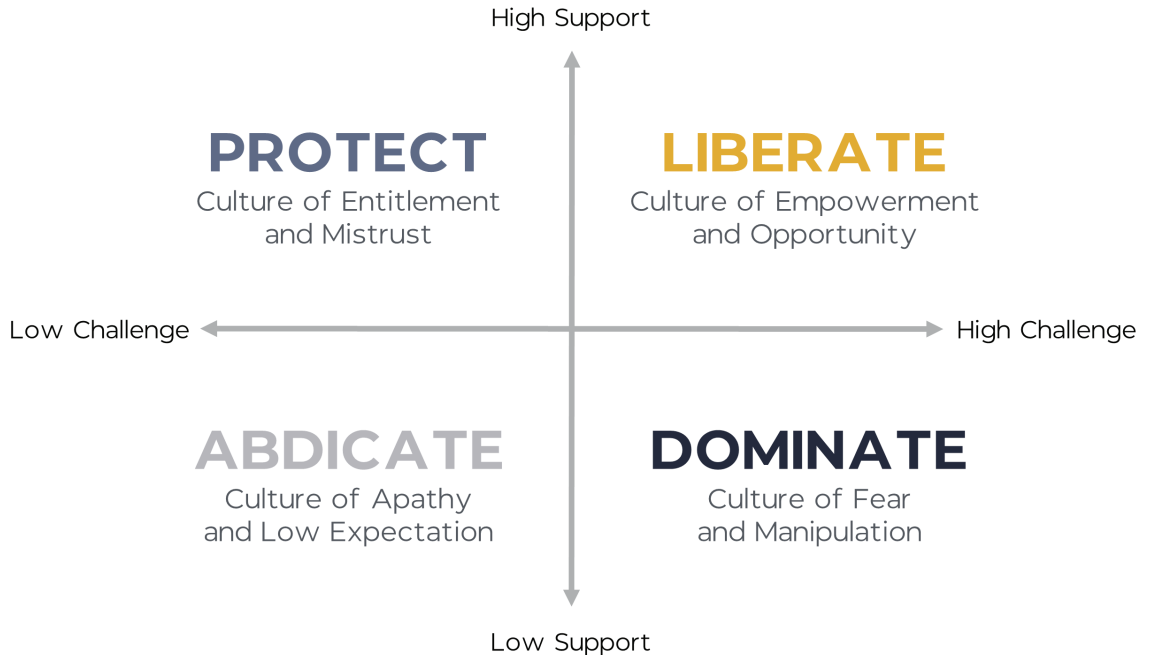 High Support
PROTECT
Culture of Entitlement
and Mistrust
LIBERATE
Culture of Empowerment
and Opportunity
Low Challenge
High Challenge
ABDICATE
Culture of Apathy
and Low Expectation
DOMINATE
Culture of Fear
and Manipulation
Low Support